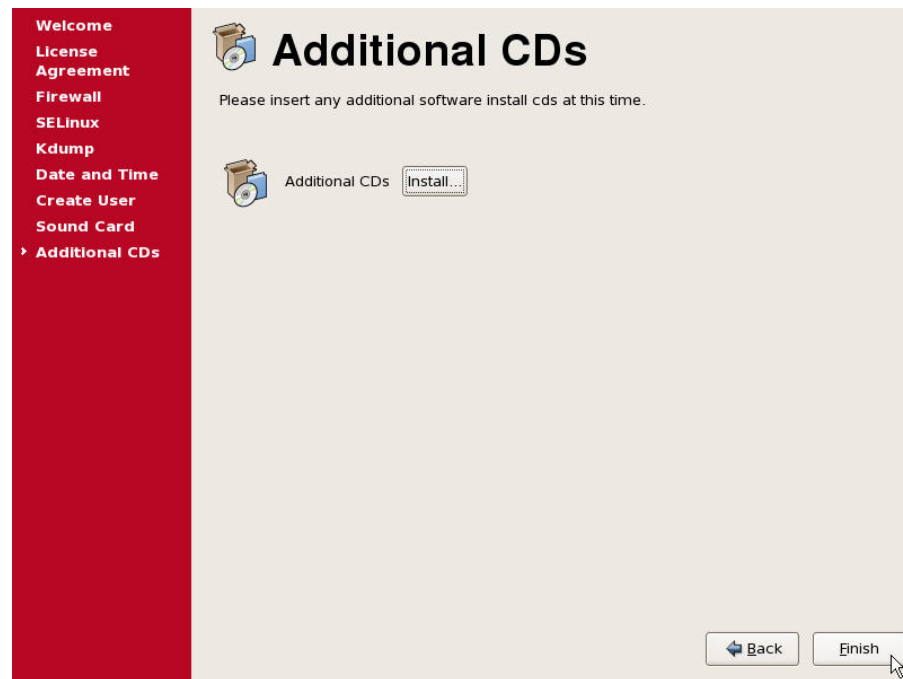 Welcome
License
Agreement
Firewall
SELinux
Kdump
Date and Time
Create User
Sound Card
Additional CDs
Additional CDs
Please insert any additional software install cds at this time.
Additional CDs Install...
Back Finish